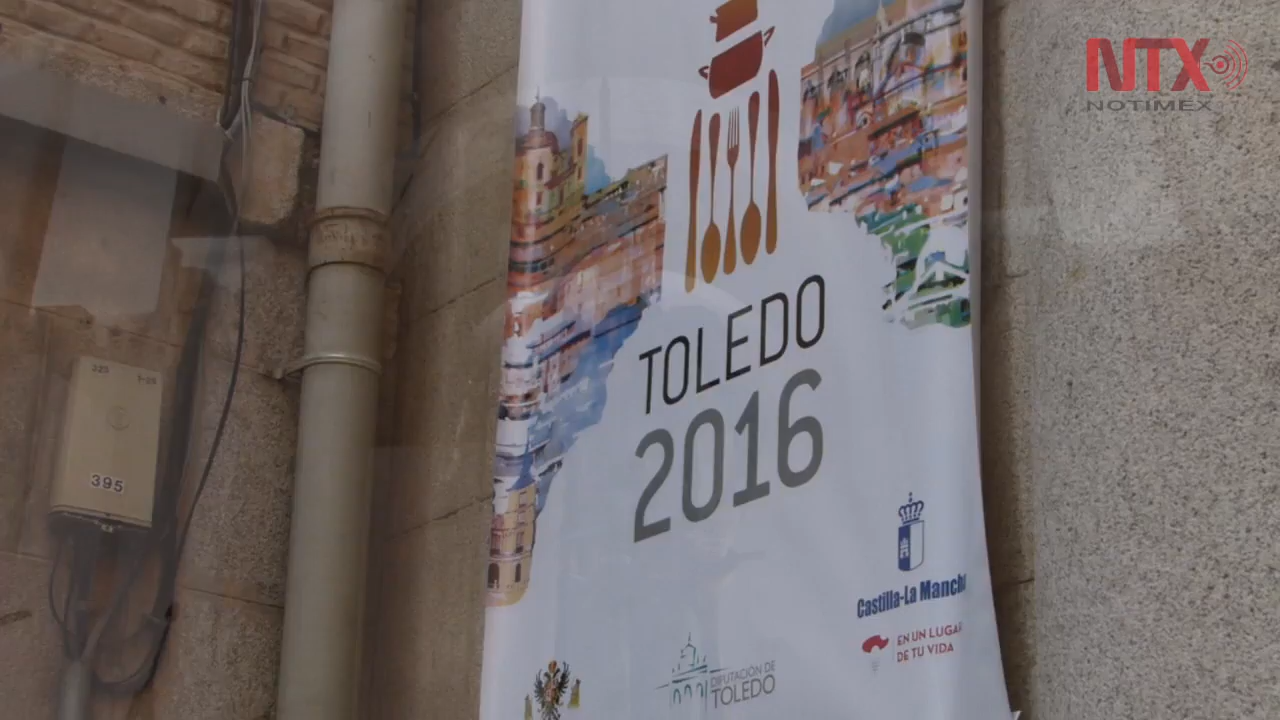 NTX
NOTIMEX
TOLEDO
2016
395
Castilla-La Mancha
EN UN LUGAR
DE TU VIDA
DIPUTACIÓN DE
TOLEDO